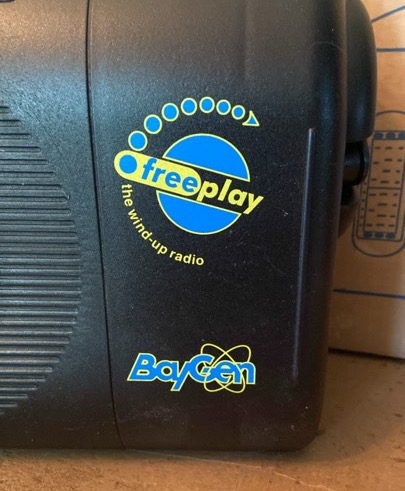 freeplay
the wind-up radio
BayGen